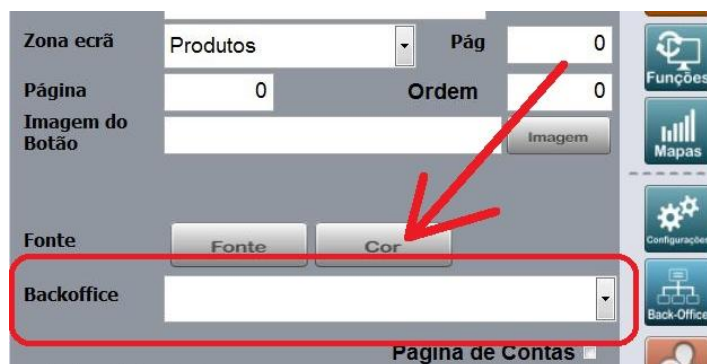 Zona ecrã Produtos Pág 0
Funções
Página 0 Ordem 0
Imagem do
Botão Imagem
Mapas
Fonte Fonte Cor
Configurações
Backoffice
Back-Office
Pagina de Contas